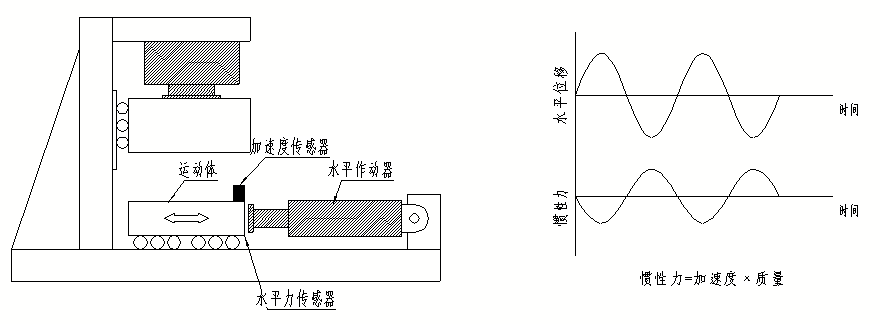 加速度传感器
运动体
水平作动器
水平力传感器
水平位移
时间
惯性力
时间
惯性力=加速度×质量